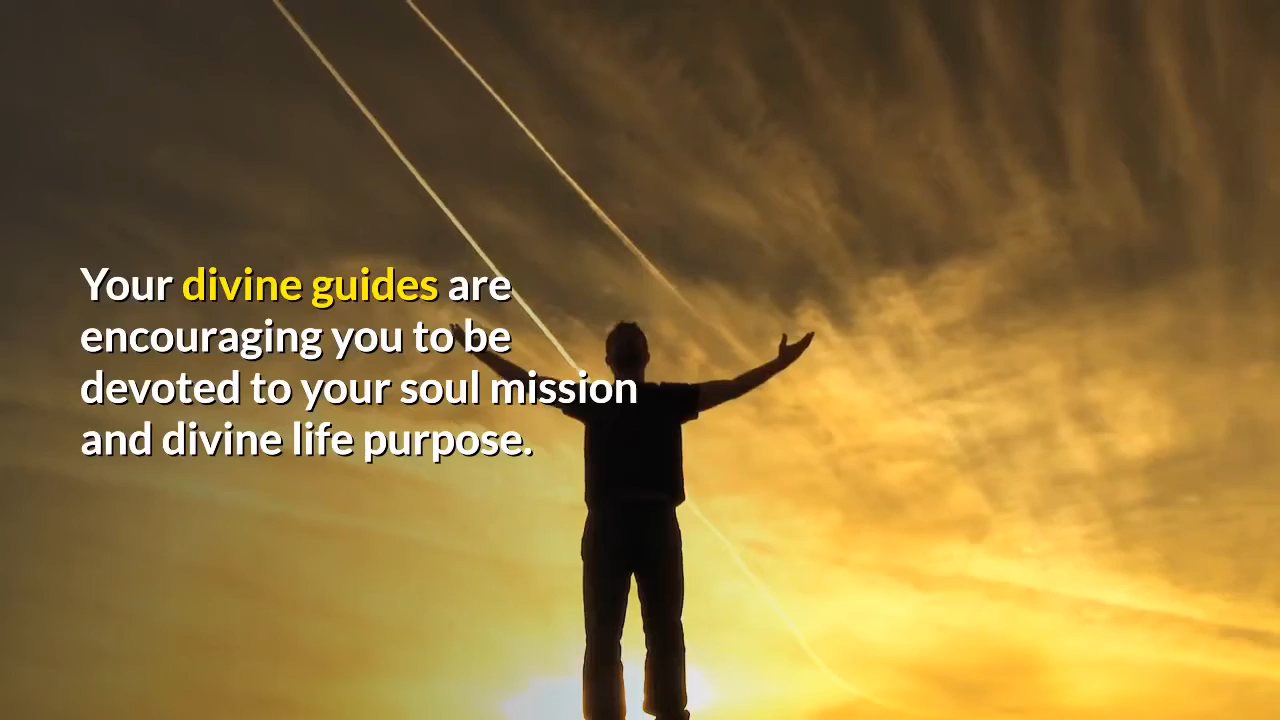 Your divine guides are
encouraging you to be
devoted to your soul mission
and divine life purpose.